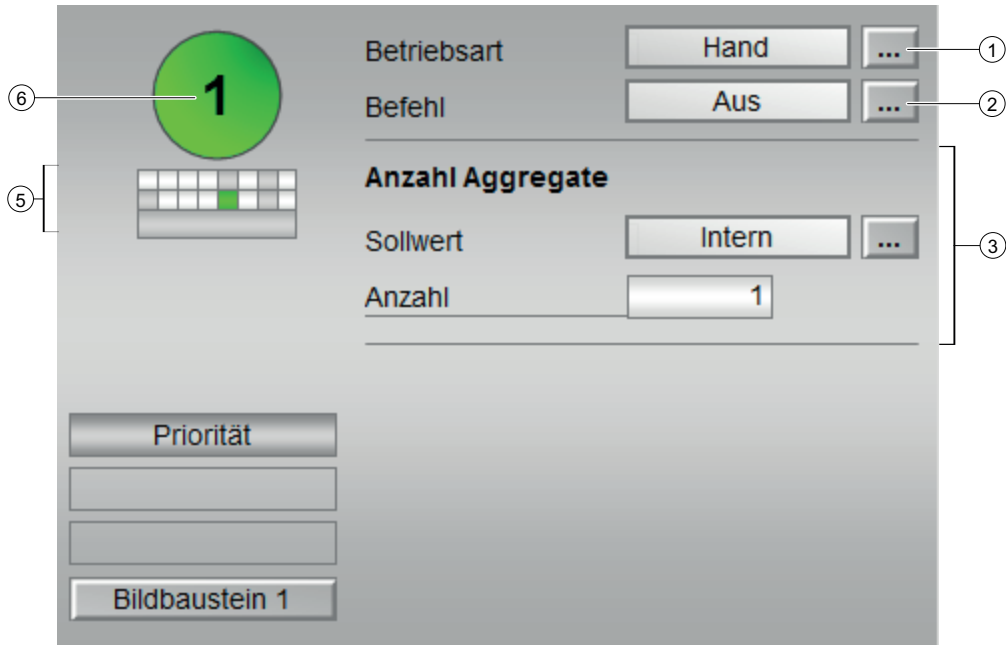 Betriebsart Hand ... 1
Befehl Aus ... 2
6 1
5
Anzahl Aggregate
Sollwert Intern ... 3
Anzahl 1
Priorität
Bildbaustein 1